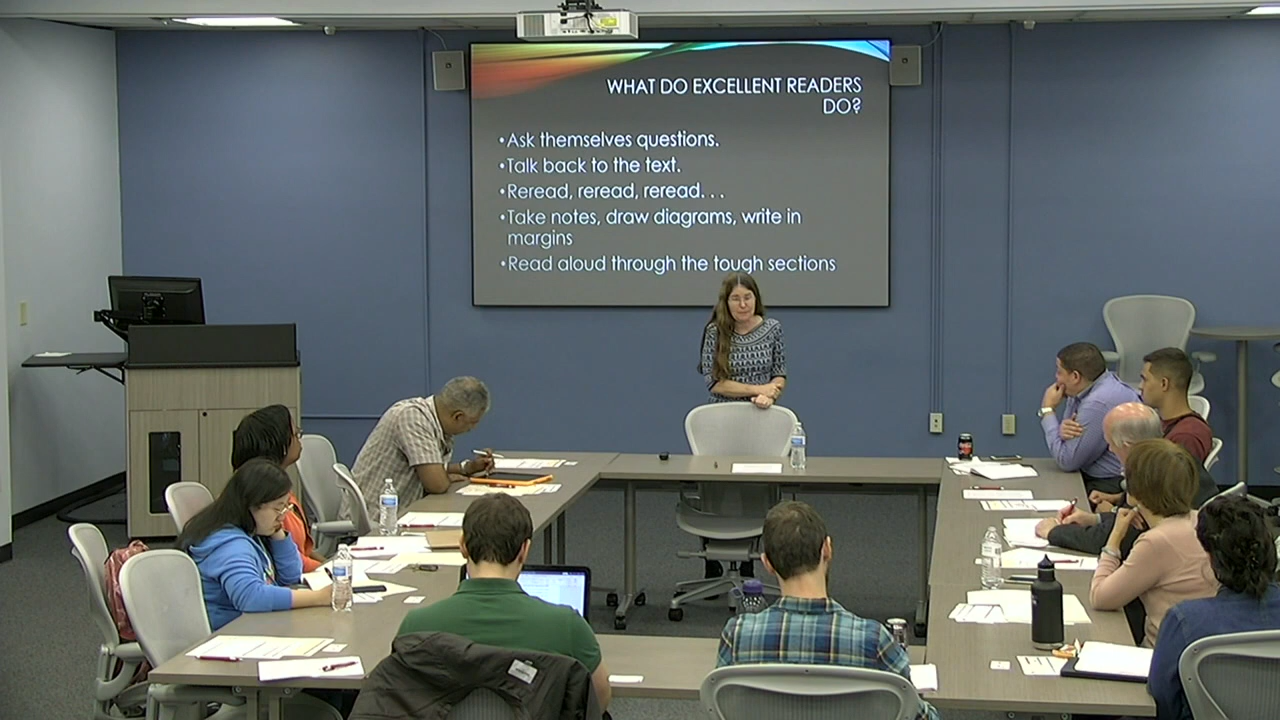 WHAT DO EXCELLENT READERS
DO?
•Ask themselves questions.
•Talk back to the text.
•Reread, reread, reread. . .
•Take notes, draw diagrams, write in
margins
•Read aloud through the tough sections